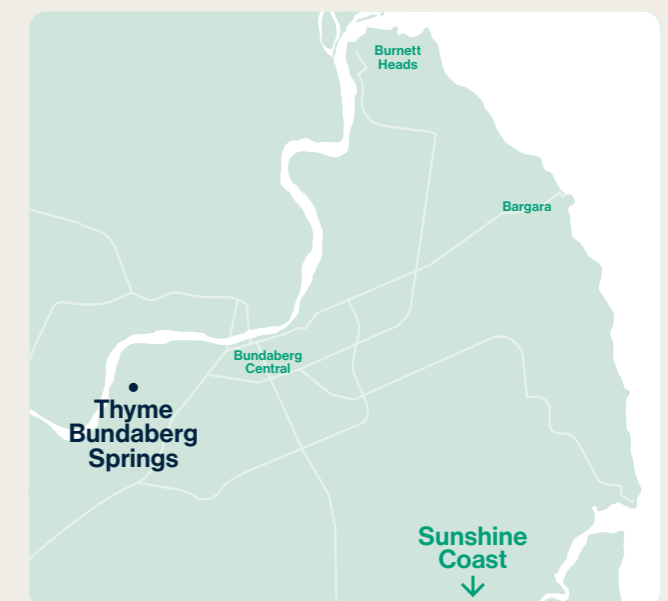 Burnett
Heads
Bargara
Bundaberg
Central
Thyme
Bundaberg
Springs
Sunshine
Coast